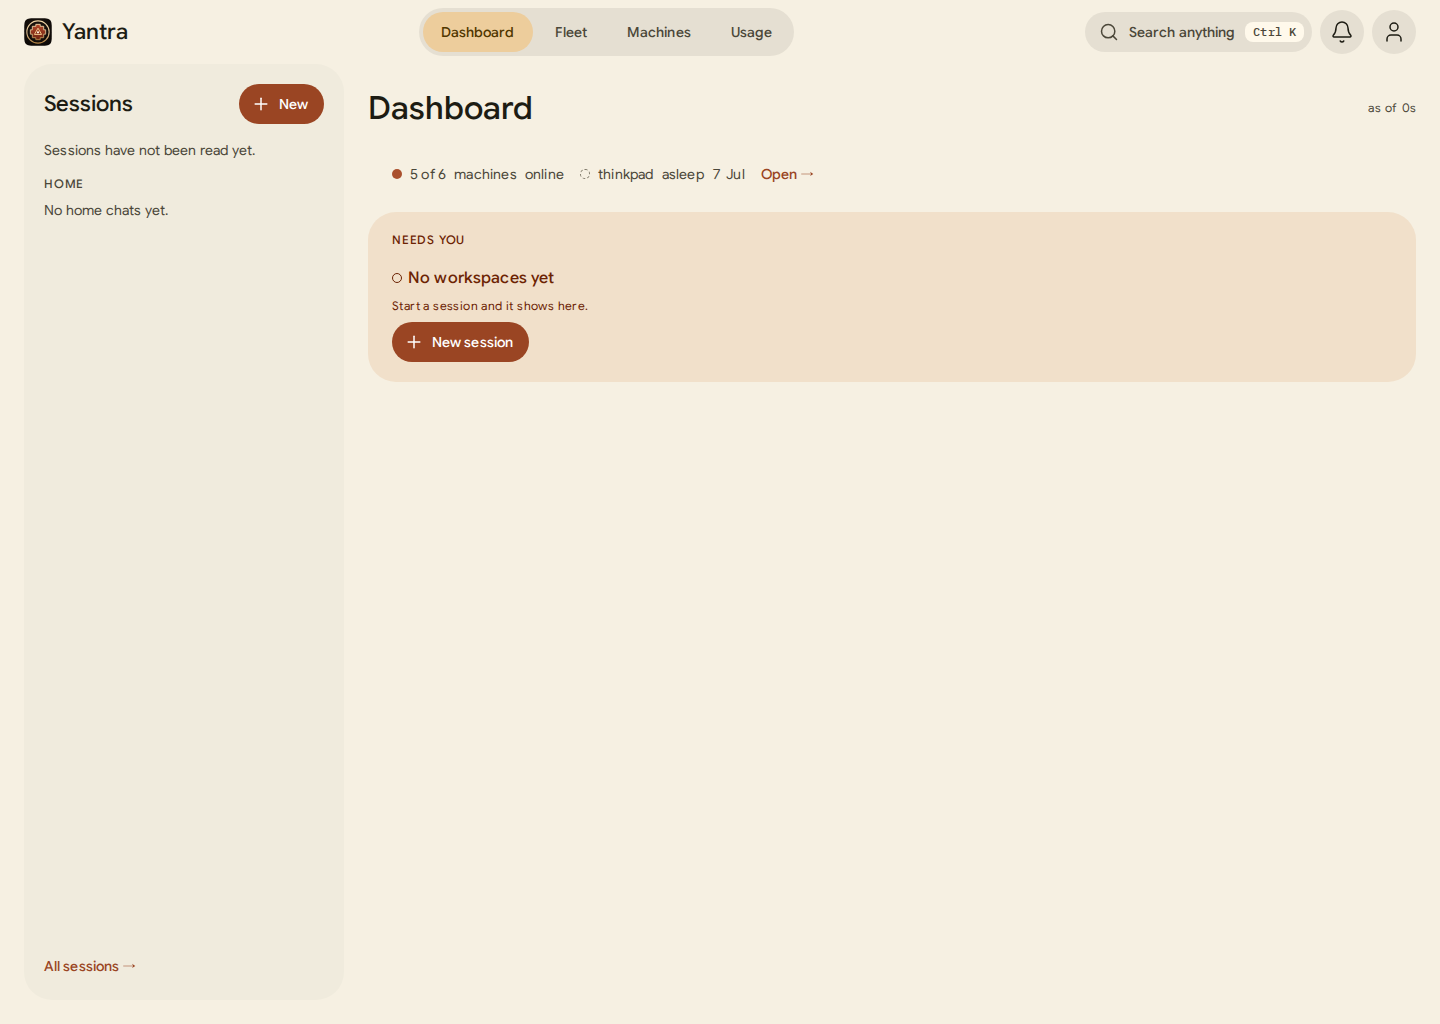 Yantra
Dashboard
Fleet
Machines
Usage
Search anything
Ctrl K
Sessions
New
Sessions have not been read yet.
HOME
No home chats yet.
All sessions →
Dashboard
as of 0s
5 of 6 machines online
thinkpad asleep 7 Jul
Open →
NEEDS YOU
No workspaces yet
Start a session and it shows here.
New session